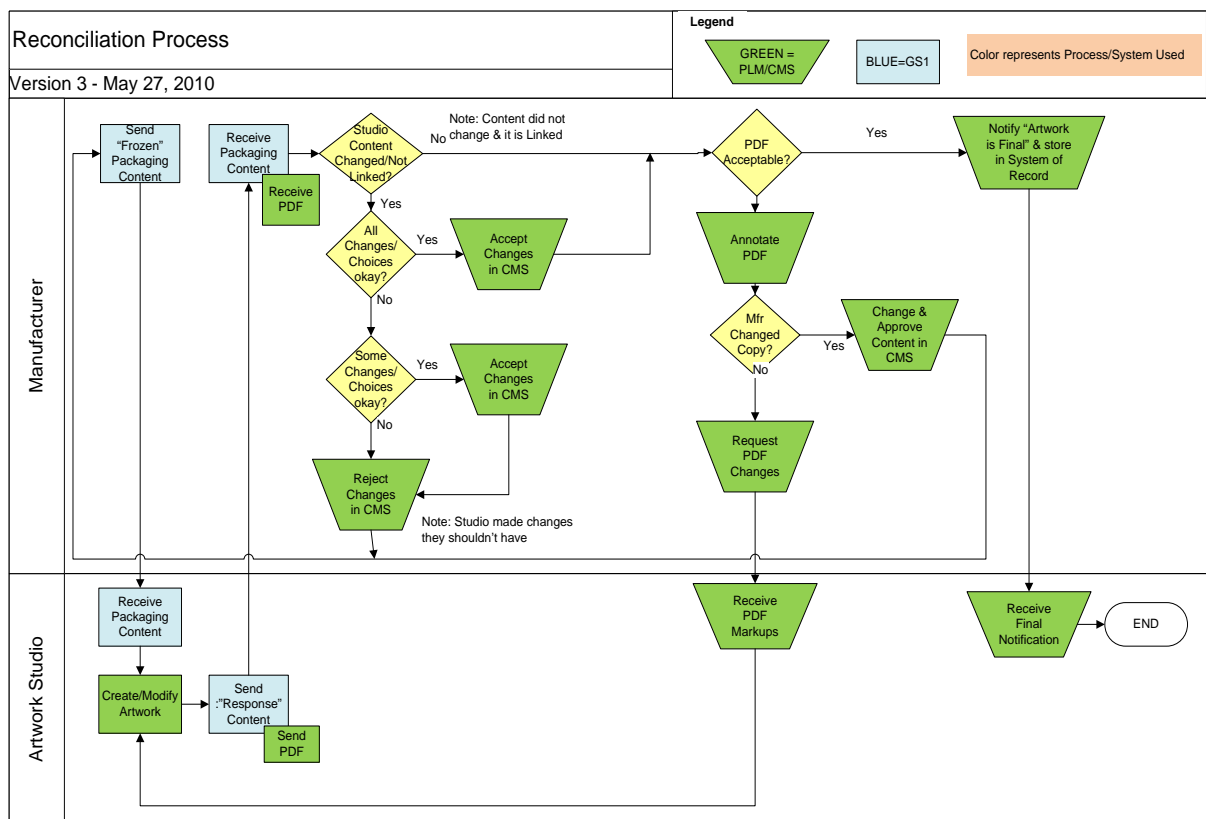 Reconciliation Process
Version 3 - May 27, 2010
Legend
GREEN =
PLM/CMS
BLUE=GS1
Color represents Process/System Used
Manufacturer
Send
“Frozen”
Packaging
Content
Receive
Packaging
Content
Receive
PDF
Studio
Content
Changed/Not
Linked?
No
Note: Content did not
change & it is Linked
Yes
All
Changes/
Choices
okay?
Yes
Accept
Changes
in CMS
No
Some
Changes/
Choices
okay?
Yes
Accept
Changes
in CMS
No
Reject
Changes
in CMS
Note: Studio made changes
they shouldn’t have
PDF
Acceptable?
Yes
Notify “Artwork
is Final” & store
in System of
Record
Annotate
PDF
Mfr
Changed
Copy?
Yes
Change &
Approve
Content in
CMS
No
Request
PDF
Changes
Artwork Studio
Receive
Packaging
Content
Create/Modify
Artwork
Send
:”Response”
Content
Send
PDF
Receive
PDF
Markups
Receive
Final
Notification
END